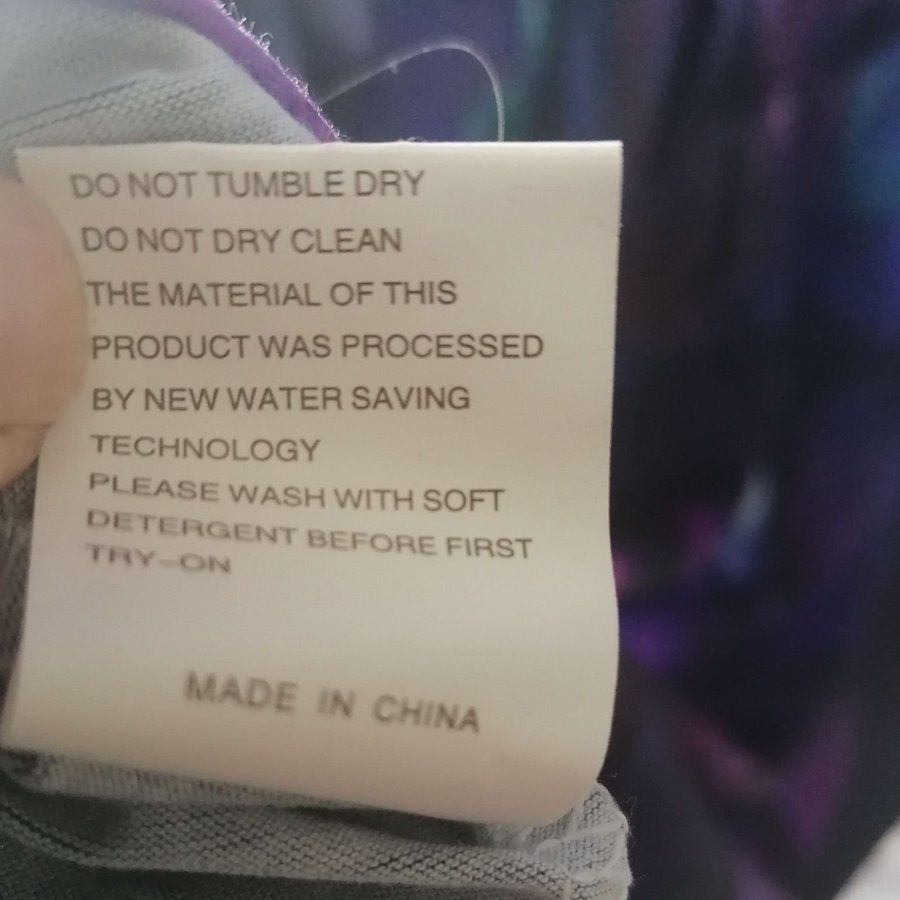 DO NOT TUMBLE DRY
DO NOT DRY CLEAN
THE MATERIAL OF THIS
PRODUCT WAS PROCESSED
BY NEW WATER SAVING
TECHNOLOGY
PLEASE WASH WITH SOFT
DETERGENT BEFORE FIRST
TRY-ON
MADE IN CHINA